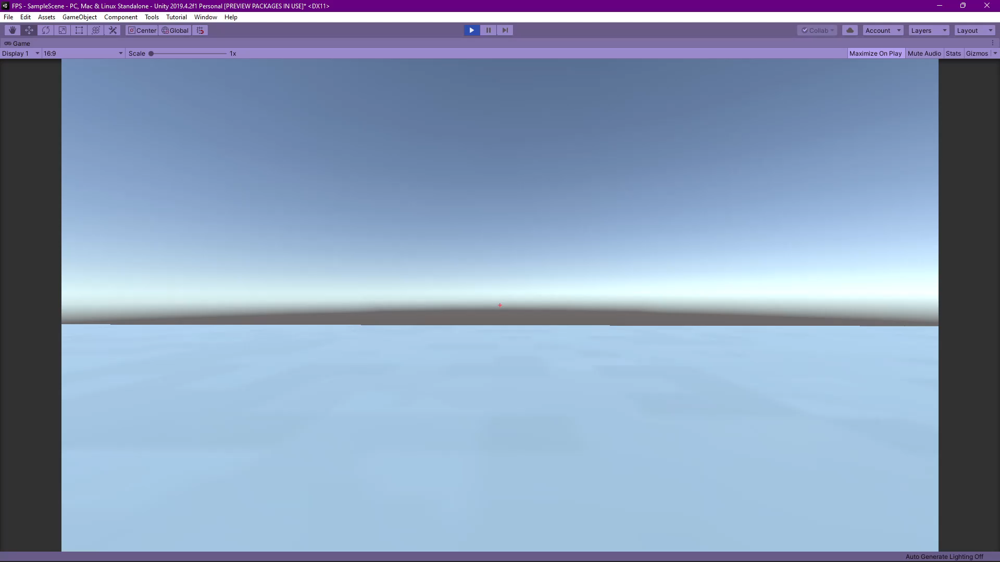 FPS - SampleScene - PC, Mac & Linux Standalone - Unity 2019.4.2f1 Personal [PREVIEW PACKAGES IN USE]* <DX11>
File Edit Assets GameObject Component Tools Tutorial Window Help
Center Global Collab Account Layers Layout
Game
Display 1 16:9 Scale 1x Maximize On Play Mute Audio Stats Gizmos
Auto Generate Lighting Off